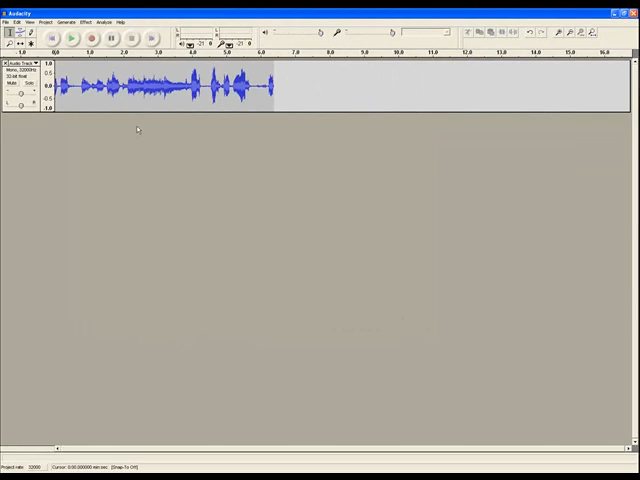 Audacity
File Edit View Project Generate Effect Analyze Help
L
R
L
R
-21 0
-21 0
1,0 0,0 1,0 2,0 3,0 4,0 5,0 6,0 7,0 8,0 9,0 10,0 11,0 12,0 13,0 14,0 15,0 16,0
Audio Track
Mono, 32000Hz
32-bit float
Mute Solo
- +
L R
1.0
0.5
0.0
-0.5
-1.0
Project rate: 32000 Cursor: 0:00,000000 min:sec [Snap-To Off]